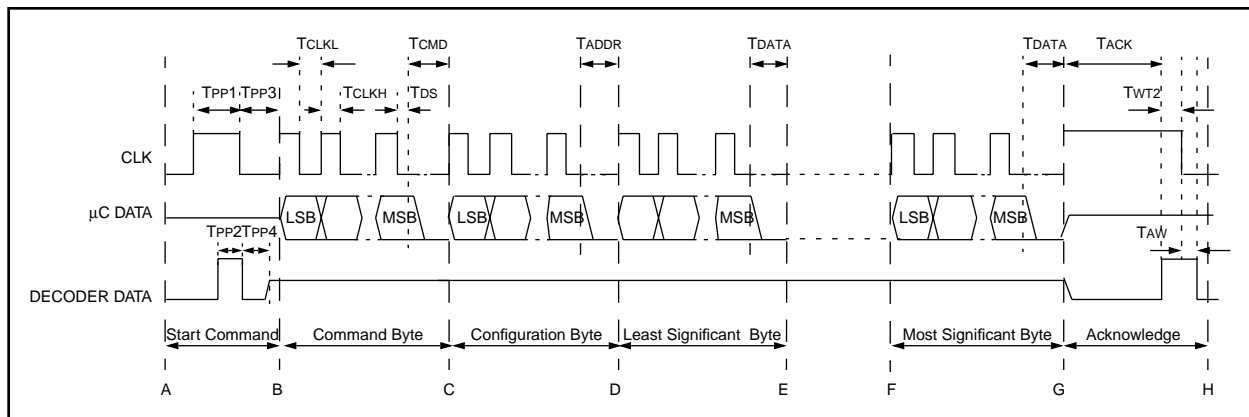 TCLKL TCMD TADDR TDATA TDATA TACK
TPP1 TPP3 TCLKH TDS TWT2
CLK
µC DATA LSB MSB LSB MSB MSB LSB MSB
TPP2 TPP4 TAW
DECODER DATA
Start Command Command Byte Configuration Byte Least Significant Byte Most Significant Byte Acknowledge
A B C D E F G H